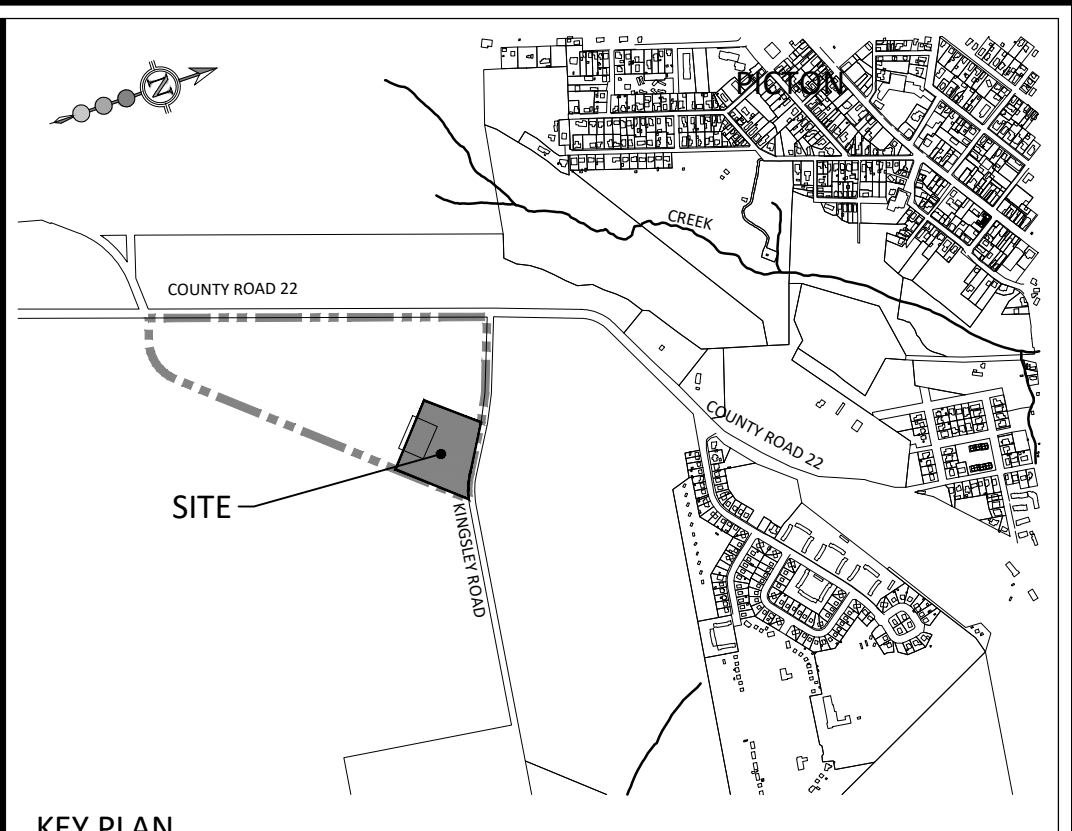 N
PICTON
CREEK
COUNTY ROAD 22
COUNTY ROAD 22
SITE
KINGSLEY ROAD
KEY PLAN